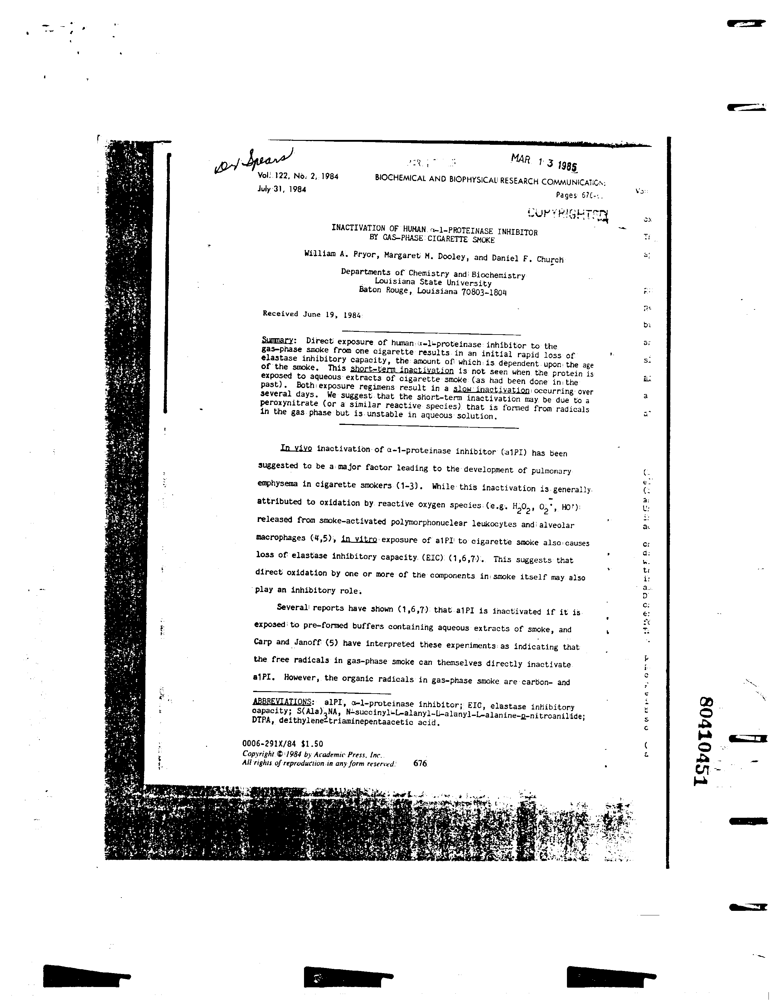 Dr Spears
MAR 13 1985
Vol. 122, No. 2, 1984
BIOCHEMICAL AND BIOPHYSICAL RESEARCH COMMUNICATIONS
July 31, 1984
Pages
COPYRIGHTED
INACTIVATION OF HUMAN α-1-PROTEINASE INHIBITOR
BY GAS-PHASE CIGARETTE SMOKE
William A. Pryor, Margaret M. Dooley, and Daniel F. Church
Departments of Chemistry and Biochemistry
Louisiana State University
Baton Rouge, Louisiana 70803-1804
Received June 19, 1984
Summary: Direct exposure of human α-1-proteinase inhibitor to the
gas-phase smoke from one cigarette results in an initial rapid loss of
elastase inhibitory capacity, the amount of which is dependent upon the age
of the smoke. This short-term inactivation is not seen when the protein is
exposed to aqueous extracts of cigarette smoke (as had been done in the
past). Both exposure regimens result in a slow inactivation occurring over
several days. We suggest that the short-term inactivation may be due to a
peroxynitrate (or a similar reactive species) that is formed from radicals
in the gas phase but is unstable in aqueous solution.
In vivo inactivation of α-1-proteinase inhibitor (a1PI) has been
suggested to be a major factor leading to the development of pulmonary
emphysema in cigarette smokers (1-3). While this inactivation is generally
attributed to oxidation by reactive oxygen species (e.g. H2O2, O2-, HO·)
released from smoke-activated polymorphonuclear leukocytes and alveolar
macrophages (4,5), in vitro exposure of a1PI to cigarette smoke also causes
loss of elastase inhibitory capacity (EIC) (1,6,7). This suggests that
direct oxidation by one or more of the components in smoke itself may also
play an inhibitory role.
Several reports have shown (1,6,7) that a1PI is inactivated if it is
exposed to pre-formed buffers containing aqueous extracts of smoke, and
Carp and Janoff (5) have interpreted these experiments as indicating that
the free radicals in gas-phase smoke can themselves directly inactivate
a1PI. However, the organic radicals in gas-phase smoke are carbon- and
ABBREVIATIONS: a1PI, α-1-proteinase inhibitor; EIC, elastase inhibitory
capacity; S(Ala)3NA, N-succinyl-L-alanyl-L-alanyl-L-alanine-p-nitroanilide;
DTPA, deithylenetriaminepentaacetic acid.
0006-291X/84 $1.50
Copyright © 1984 by Academic Press, Inc.
All rights of reproduction in any form reserved.
676
80410451